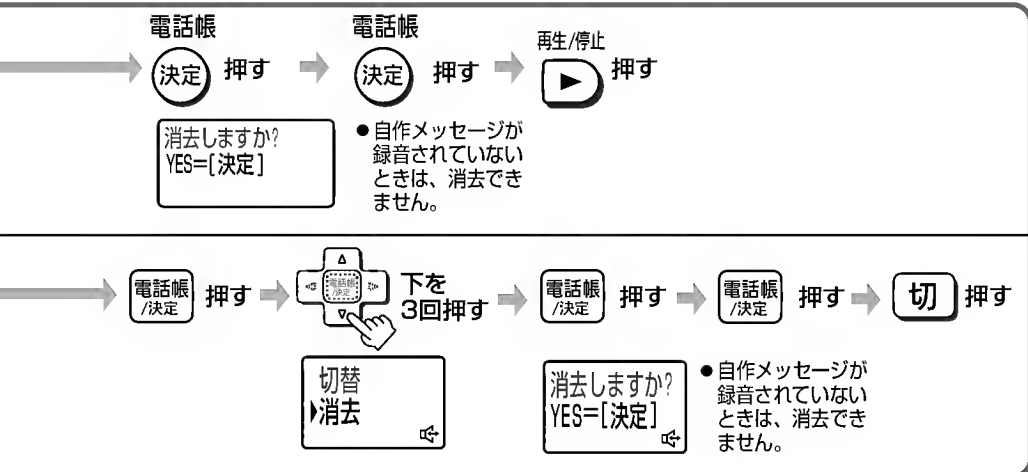 電話帳
決定 押す
電話帳
決定 押す
再生/停止
押す
消去しますか?
YES=[決定]
●自作メッセージが
録音されていない
ときは、消去でき
ません。
電話帳
/決定
押す
電話帳
/決定
下を
3回押す
電話帳
/決定
押す
電話帳
/決定
押す
切 押す
切替
消去
消去しますか?
YES=[決定]
●自作メッセージが
録音されていない
ときは、消去でき
ません。